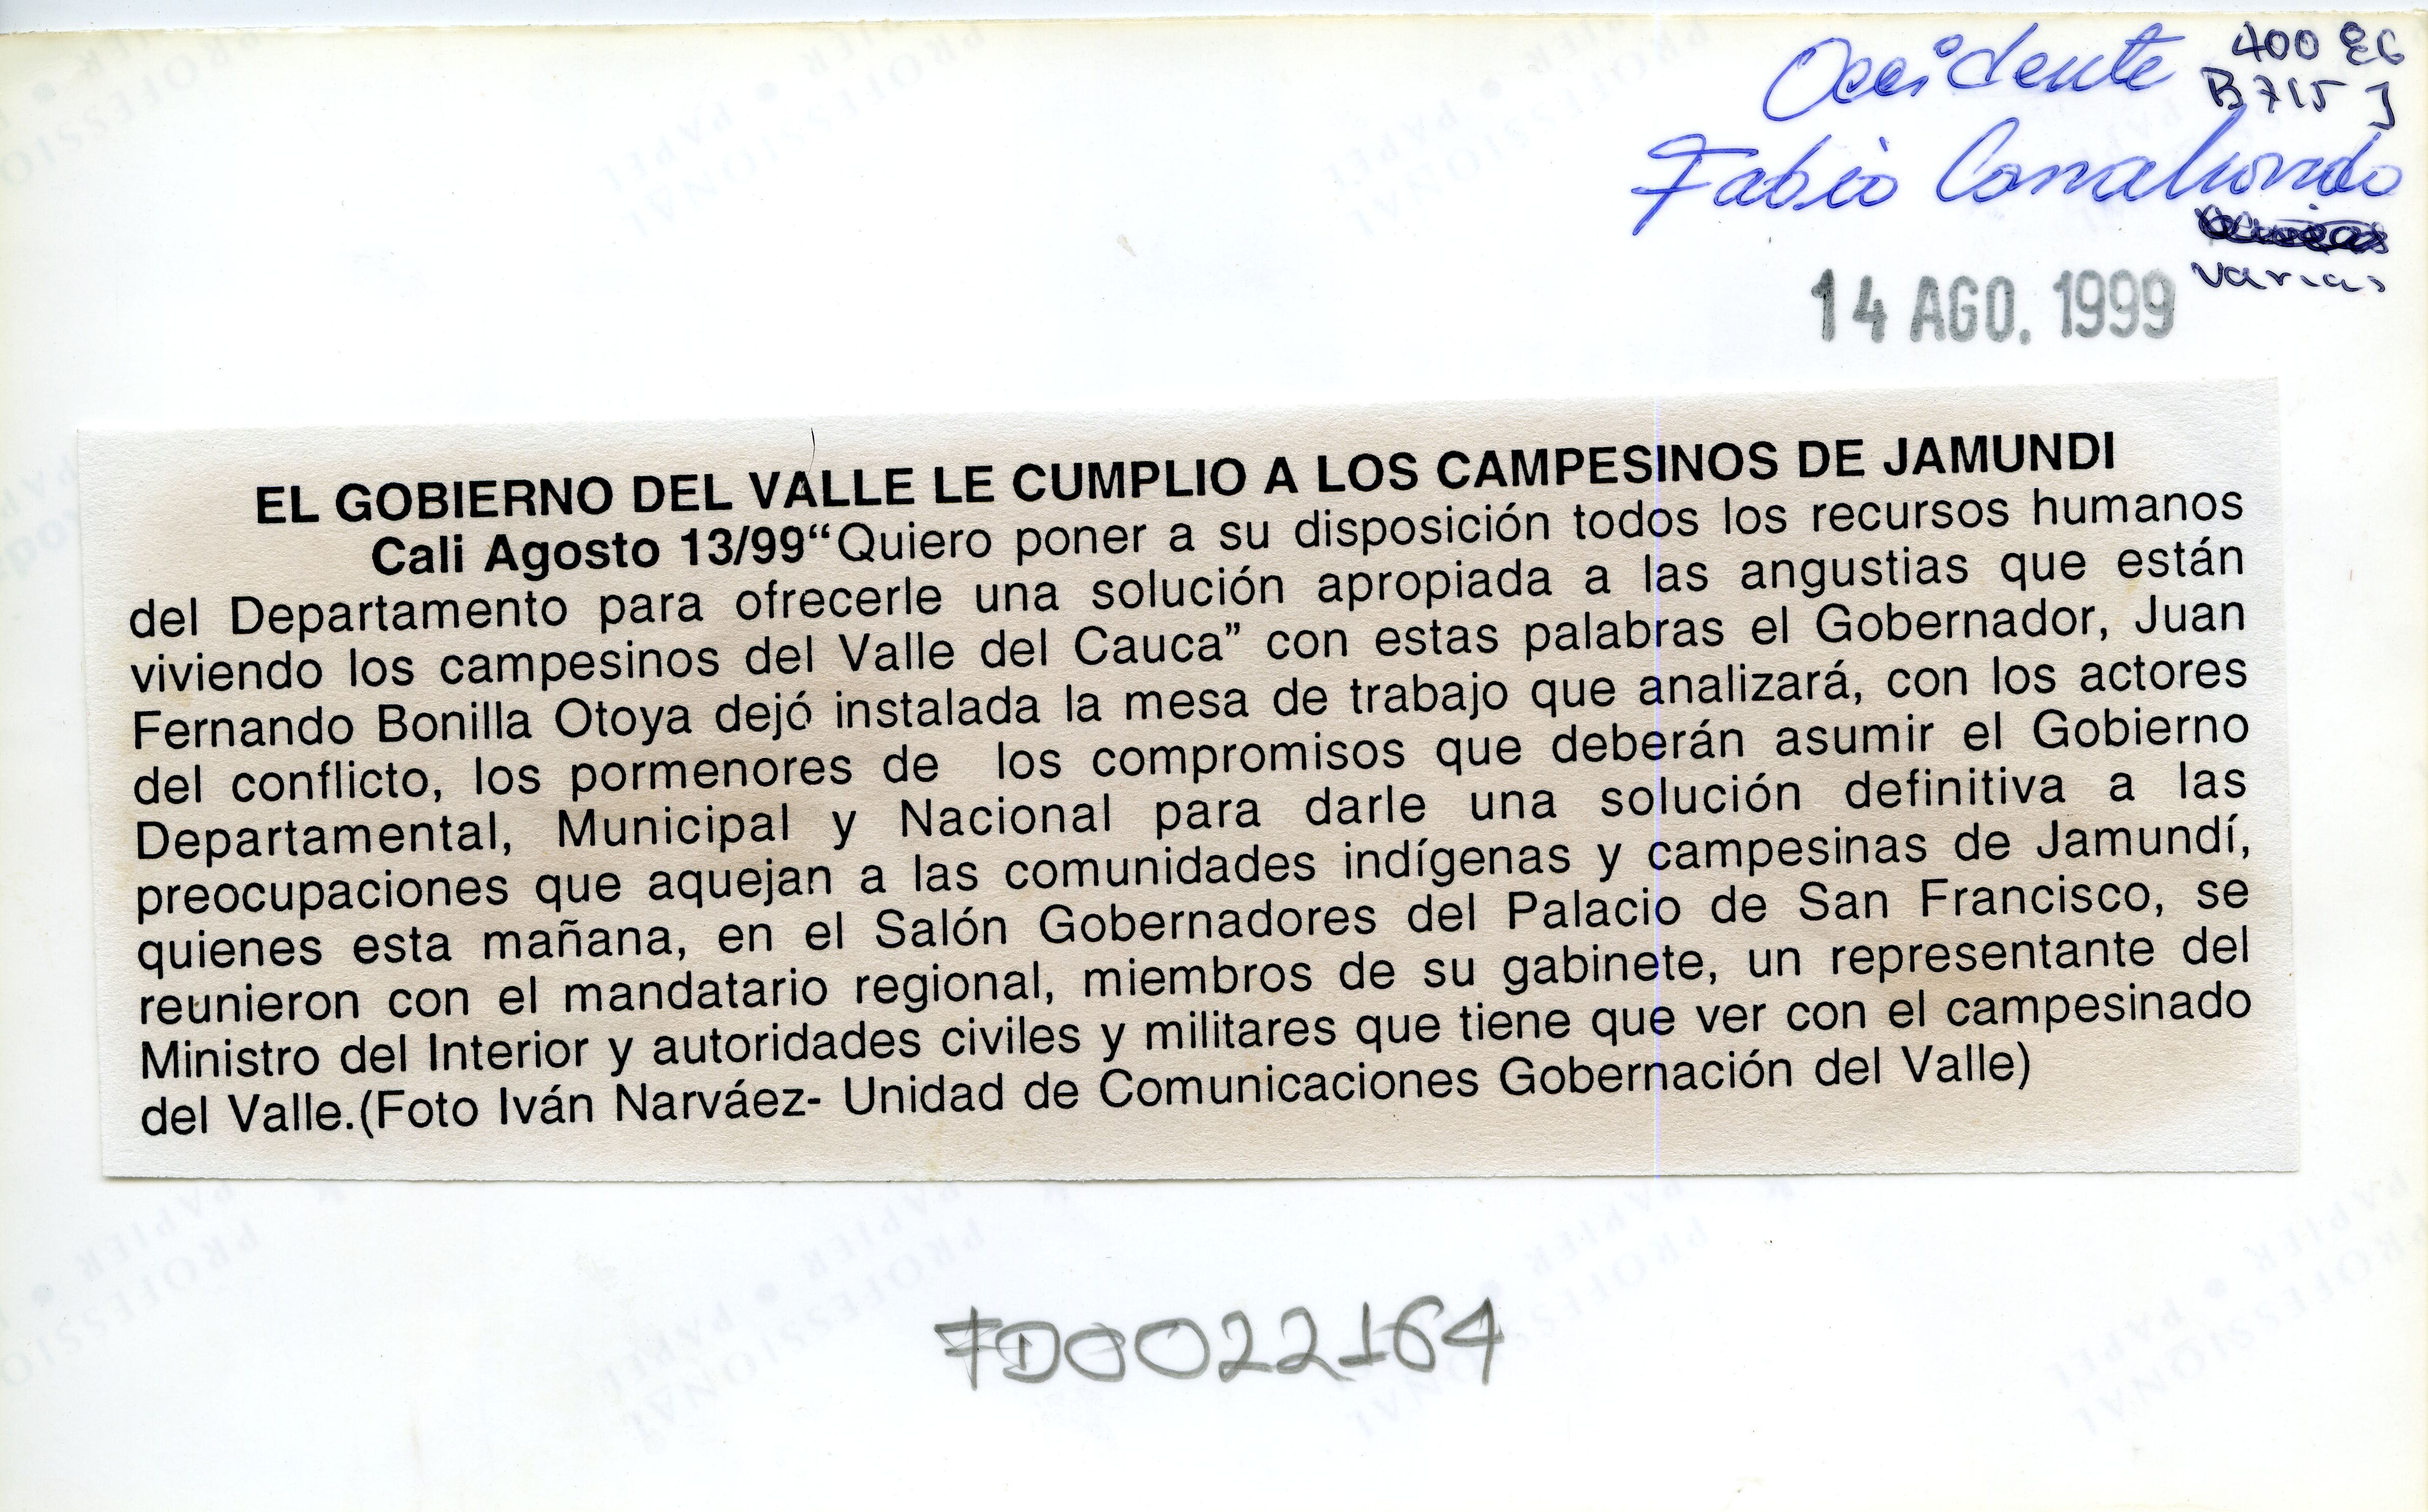 Occidente
400 EG
B715 J
Fabio
varias
14 AGO. 1999
EL GOBIERNO DEL VALLE LE CUMPLIO A LOS CAMPESINOS DE JAMUNDI
Cali Agosto 13/99“Quiero poner a su disposición todos los recursos humanos
del Departamento para ofrecerle una solución apropiada a las angustias que están
viviendo los campesinos del Valle del Cauca” con estas palabras el Gobernador, Juan
Fernando Bonilla Otoya dejó instalada la mesa de trabajo que analizará, con los actores
del conflicto, los pormenores de los compromisos que deberán asumir el Gobierno
Departamental, Municipal y Nacional para darle una solución definitiva a las
preocupaciones que aquejan a las comunidades indígenas y campesinas de Jamundí,
quienes esta mañana, en el Salón Gobernadores del Palacio de San Francisco, se
reunieron con el mandatario regional, miembros de su gabinete, un representante del
Ministro del Interior y autoridades civiles y militares que tiene que ver con el campesinado
del Valle.(Foto Iván Narváez- Unidad de Comunicaciones Gobernación del Valle)
FD0022164